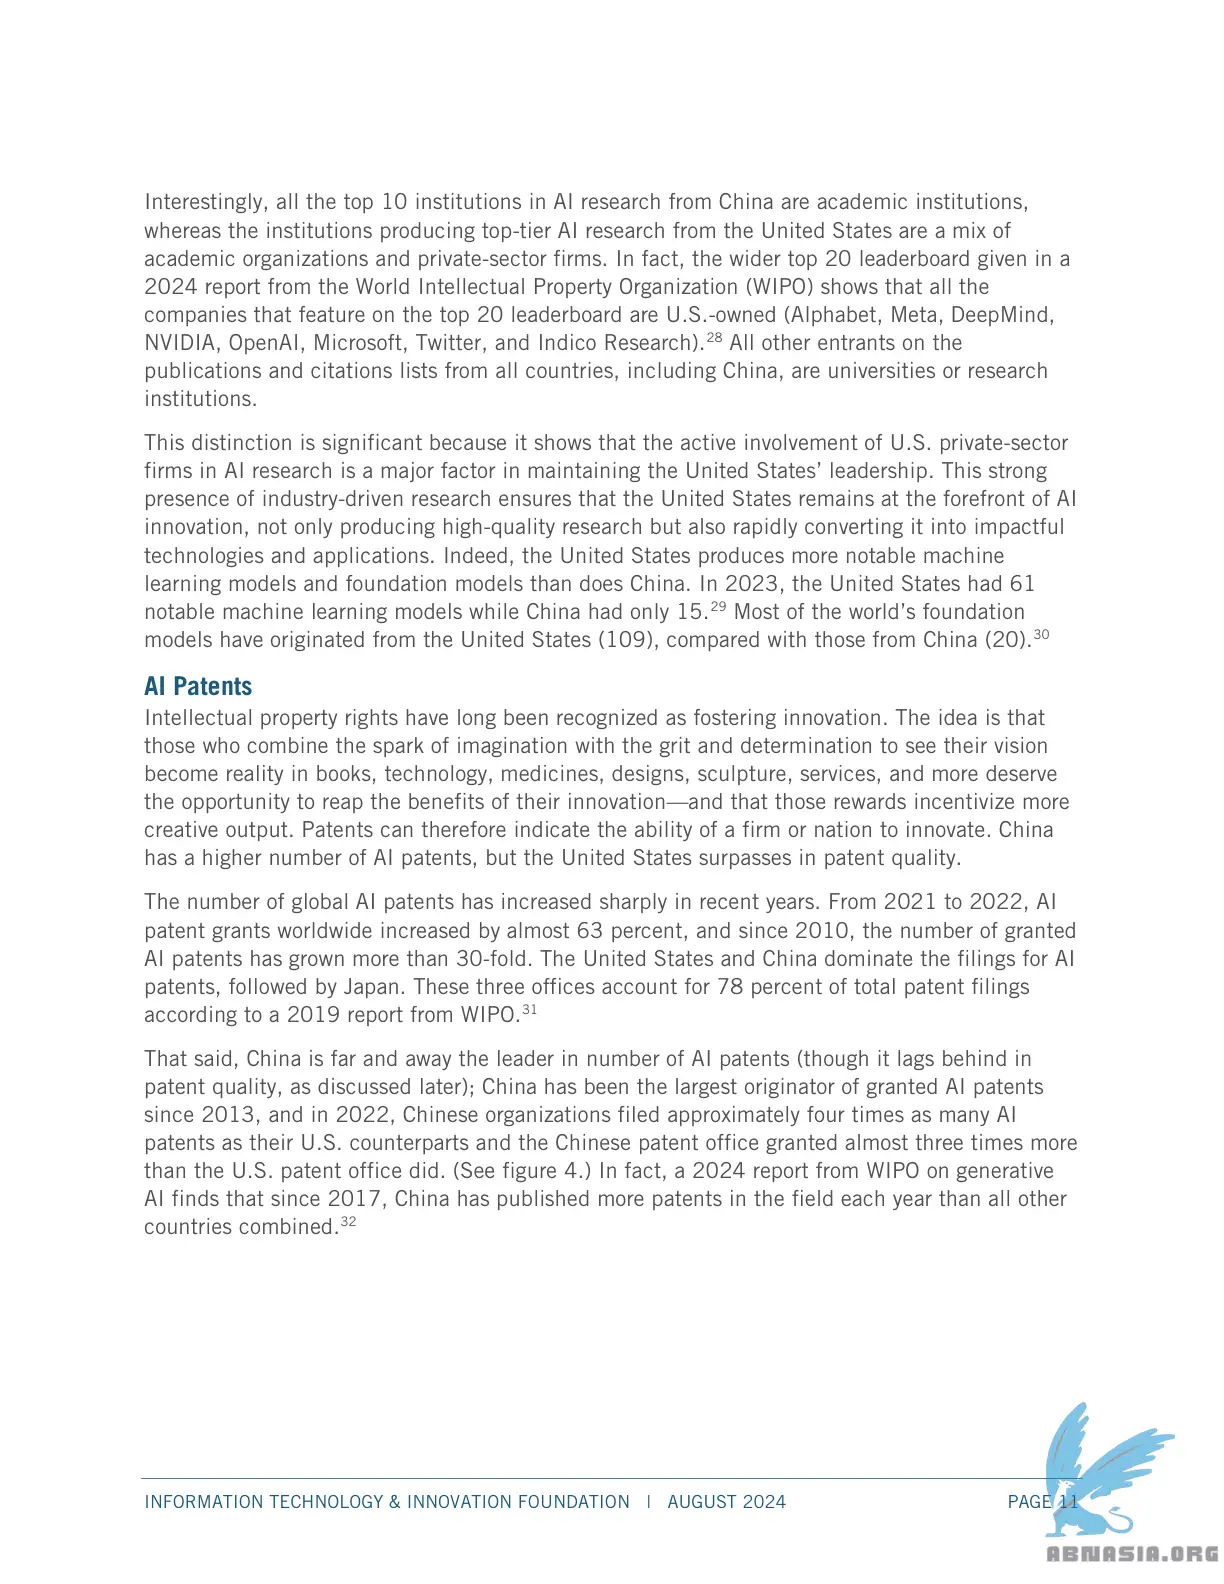 Interestingly, all the top 10 institutions in AI research from China are academic institutions,
whereas the institutions producing top-tier AI research from the United States are a mix of
academic organizations and private-sector firms. In fact, the wider top 20 leaderboard given in a
2024 report from the World Intellectual Property Organization (WIPO) shows that all the
companies that feature on the top 20 leaderboard are U.S.-owned (Alphabet, Meta, DeepMind,
NVIDIA, OpenAI, Microsoft, Twitter, and Indico Research).28 All other entrants on the
publications and citations lists from all countries, including China, are universities or research
institutions.
This distinction is significant because it shows that the active involvement of U.S. private-sector
firms in AI research is a major factor in maintaining the United States’ leadership. This strong
presence of industry-driven research ensures that the United States remains at the forefront of AI
innovation, not only producing high-quality research but also rapidly converting it into impactful
technologies and applications. Indeed, the United States produces more notable machine
learning models and foundation models than does China. In 2023, the United States had 61
notable machine learning models while China had only 15.29 Most of the world’s foundation
models have originated from the United States (109), compared with those from China (20).30
AI Patents
Intellectual property rights have long been recognized as fostering innovation. The idea is that
those who combine the spark of imagination with the grit and determination to see their vision
become reality in books, technology, medicines, designs, sculpture, services, and more deserve
the opportunity to reap the benefits of their innovation—and that those rewards incentivize more
creative output. Patents can therefore indicate the ability of a firm or nation to innovate. China
has a higher number of AI patents, but the United States surpasses in patent quality.
The number of global AI patents has increased sharply in recent years. From 2021 to 2022, AI
patent grants worldwide increased by almost 63 percent, and since 2010, the number of granted
AI patents has grown more than 30-fold. The United States and China dominate the filings for AI
patents, followed by Japan. These three offices account for 78 percent of total patent filings
according to a 2019 report from WIPO.31
That said, China is far and away the leader in number of AI patents (though it lags behind in
patent quality, as discussed later); China has been the largest originator of granted AI patents
since 2013, and in 2022, Chinese organizations filed approximately four times as many AI
patents as their U.S. counterparts and the Chinese patent office granted almost three times more
than the U.S. patent office did. (See figure 4.) In fact, a 2024 report from WIPO on generative
AI finds that since 2017, China has published more patents in the field each year than all other
countries combined.32
INFORMATION TECHNOLOGY & INNOVATION FOUNDATION | AUGUST 2024 PAGE 11
ABNASIA.ORG